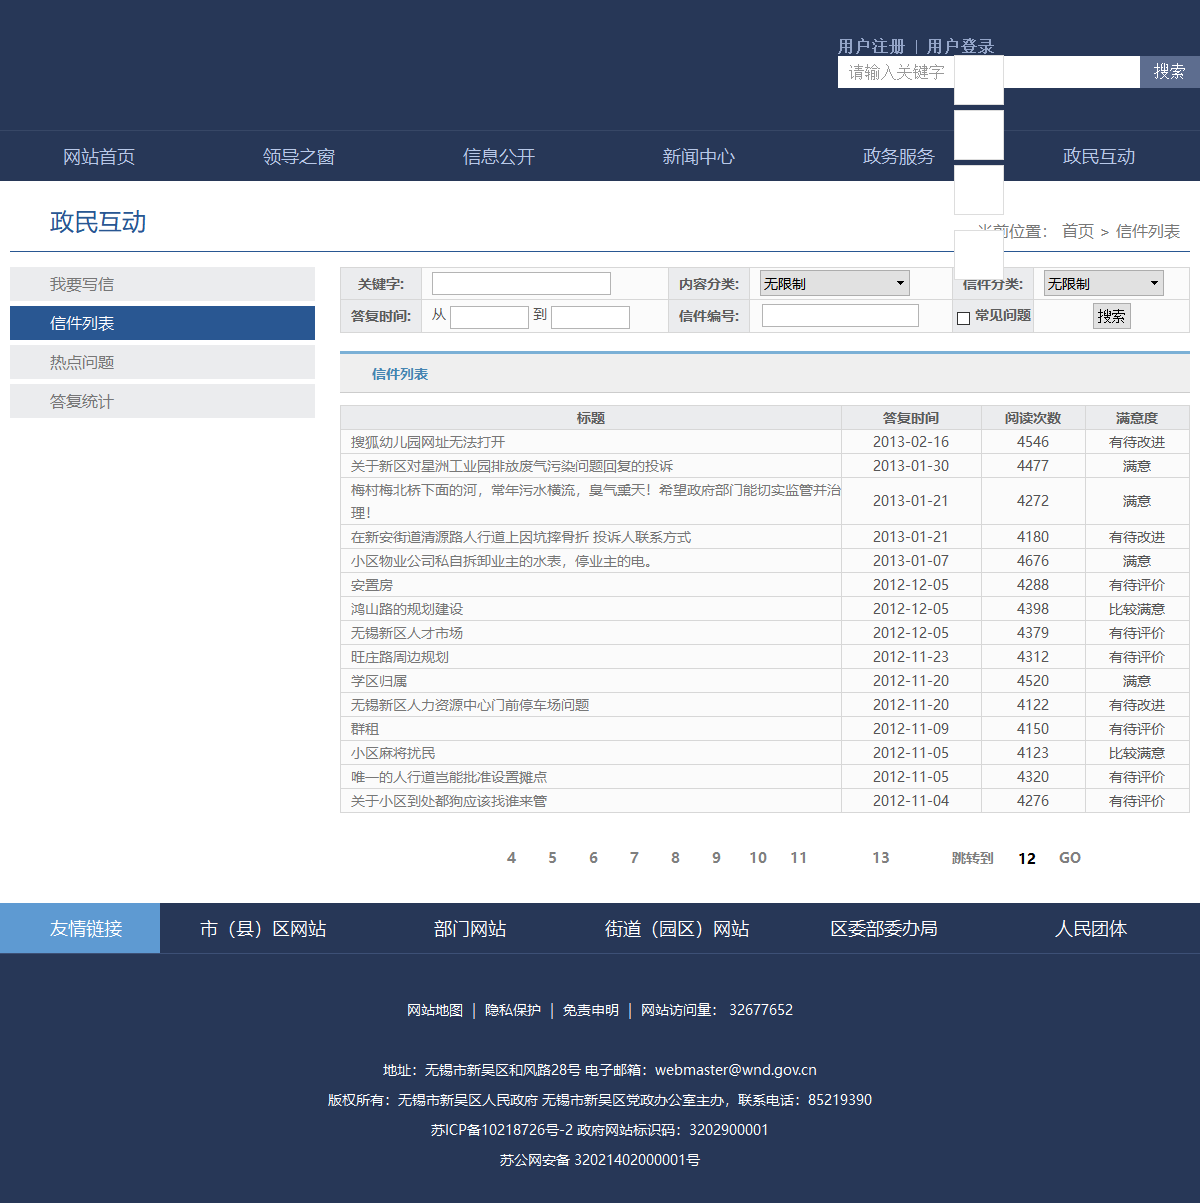 用户注册 | 用户登录
请输入关键字 搜索
网站首页 领导之窗 信息公开 新闻中心 政务服务 政民互动
政民互动
当前位置： 首页 > 信件列表
我要写信
信件列表
热点问题
答复统计
关键字: 内容分类: 无限制 信件分类: 无限制
答复时间: 从 到 信件编号: 常见问题 搜索
信件列表
标题 答复时间 阅读次数 满意度
搜狐幼儿园网址无法打开 2013-02-16 4546 有待改进
关于新区对星洲工业园排放废气污染问题回复的投诉 2013-01-30 4477 满意
梅村梅北桥下面的河，常年污水横流，臭气熏天！希望政府部门能切实监管并治
理！ 2013-01-21 4272 满意
在新安街道清源路人行道上因坑摔骨折 投诉人联系方式 2013-01-21 4180 有待改进
小区物业公司私自拆卸业主的水表，停业主的电。 2013-01-07 4676 满意
安置房 2012-12-05 4288 有待评价
鸿山路的规划建设 2012-12-05 4398 比较满意
无锡新区人才市场 2012-12-05 4379 有待评价
旺庄路周边规划 2012-11-23 4312 有待评价
学区归属 2012-11-20 4520 满意
无锡新区人力资源中心门前停车场问题 2012-11-20 4122 有待改进
群租 2012-11-09 4150 有待评价
小区麻将扰民 2012-11-05 4123 比较满意
唯一的人行道岂能批准设置摊点 2012-11-05 4320 有待评价
关于小区到处都狗应该找谁来管 2012-11-04 4276 有待评价
4 5 6 7 8 9 10 11 13 跳转到 12 GO
友情链接 市（县）区网站 部门网站 街道（园区）网站 区委部委办局 人民团体
网站地图 | 隐私保护 | 免责申明 | 网站访问量： 32677652
地址：无锡市新吴区和风路28号 电子邮箱：webmaster@wnd.gov.cn
版权所有：无锡市新吴区人民政府 无锡市新吴区党政办公室主办，联系电话：85219390
苏ICP备10218726号-2 政府网站标识码：3202900001
苏公网安备 32021402000001号